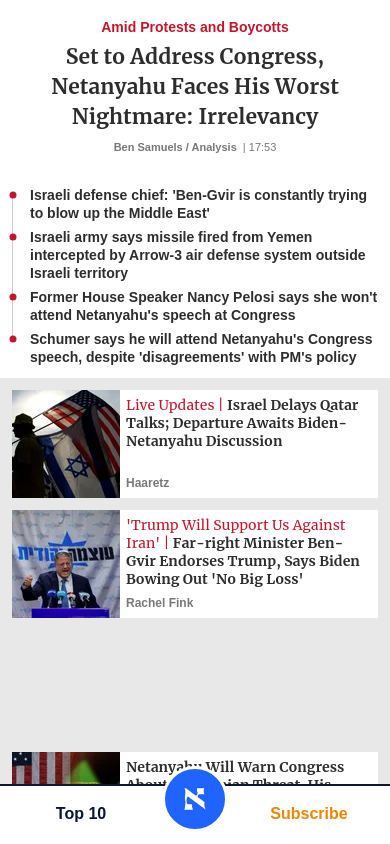 Amid Protests and Boycotts
Set to Address Congress,
Netanyahu Faces His Worst
Nightmare: Irrelevancy
Ben Samuels / Analysis | 17:53
Israeli defense chief: 'Ben-Gvir is constantly trying
to blow up the Middle East'
Israeli army says missile fired from Yemen
intercepted by Arrow-3 air defense system outside
Israeli territory
Former House Speaker Nancy Pelosi says she won't
attend Netanyahu's speech at Congress
Schumer says he will attend Netanyahu's Congress
speech, despite 'disagreements' with PM's policy
Live Updates | Israel Delays Qatar
Talks; Departure Awaits Biden-
Netanyahu Discussion
Haaretz
'Trump Will Support Us Against
Iran' | Far-right Minister Ben-
Gvir Endorses Trump, Says Biden
Bowing Out 'No Big Loss'
Rachel Fink
Netanyahu Will Warn Congress
Top 10
א
Subscribe